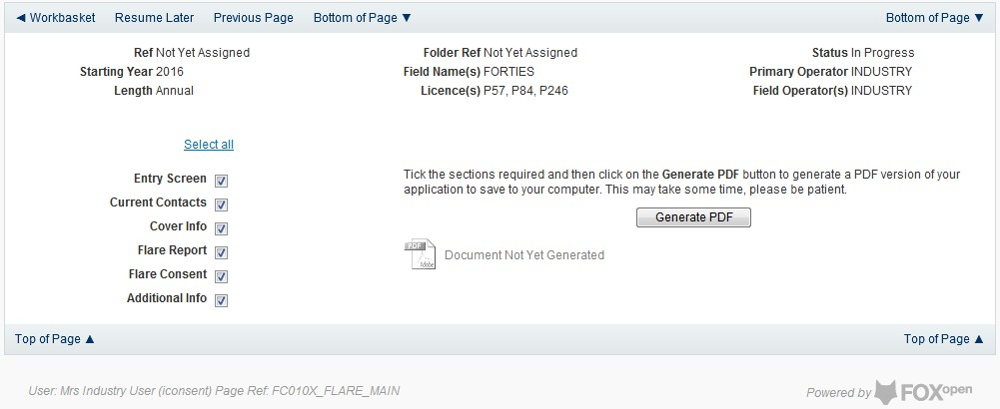 ◄ Workbasket Resume Later Previous Page Bottom of Page ▼ Bottom of Page ▼
Ref Not Yet Assigned Folder Ref Not Yet Assigned Status In Progress
Starting Year 2016 Field Name(s) FORTIES Primary Operator INDUSTRY
Length Annual Licence(s) P57, P84, P246 Field Operator(s) INDUSTRY
Select all
Entry Screen
Current Contacts
Cover Info
Flare Report
Flare Consent
Additional Info
Tick the sections required and then click on the Generate PDF button to generate a PDF version of your
application to save to your computer. This may take some time, please be patient.
Generate PDF
PDF Adobe Document Not Yet Generated
Top of Page ▲ Top of Page ▲
User: Mrs Industry User (iconsent) Page Ref: FC010X_FLARE_MAIN Powered by FOXopen